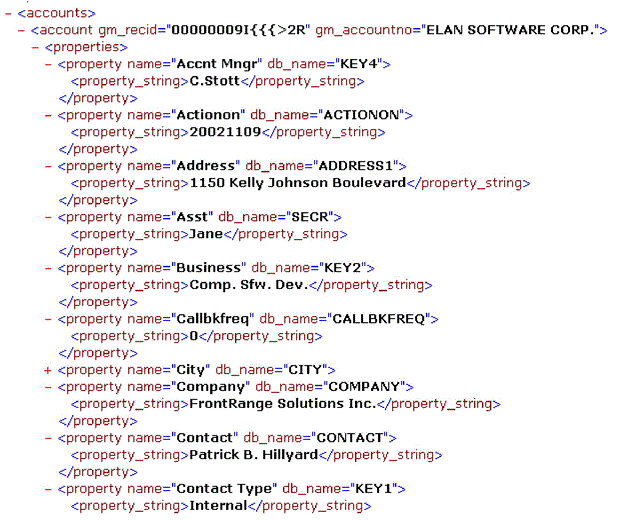 - <accounts>
- <account gm_recid="00000009I{{{>2R" gm_accountno="ELAN SOFTWARE CORP.">
- <properties>
- <property name="Accnt Mngr" db_name="KEY4">
<property_string>C.Stott</property_string>
</property>
- <property name="Actionon" db_name="ACTIONON">
<property_string>20021109</property_string>
</property>
- <property name="Address" db_name="ADDRESS1">
<property_string>1150 Kelly Johnson Boulevard</property_string>
</property>
- <property name="Asst" db_name="SECR">
<property_string>Jane</property_string>
</property>
- <property name="Business" db_name="KEY2">
<property_string>Comp. Sfw. Dev.</property_string>
</property>
- <property name="Callbkfreq" db_name="CALLBKFREQ">
<property_string>0</property_string>
</property>
+ <property name="City" db_name="CITY">
- <property name="Company" db_name="COMPANY">
<property_string>FrontRange Solutions Inc.</property_string>
</property>
- <property name="Contact" db_name="CONTACT">
<property_string>Patrick B. Hillyard</property_string>
</property>
- <property name="Contact Type" db_name="KEY1">
<property_string>Internal</property_string>